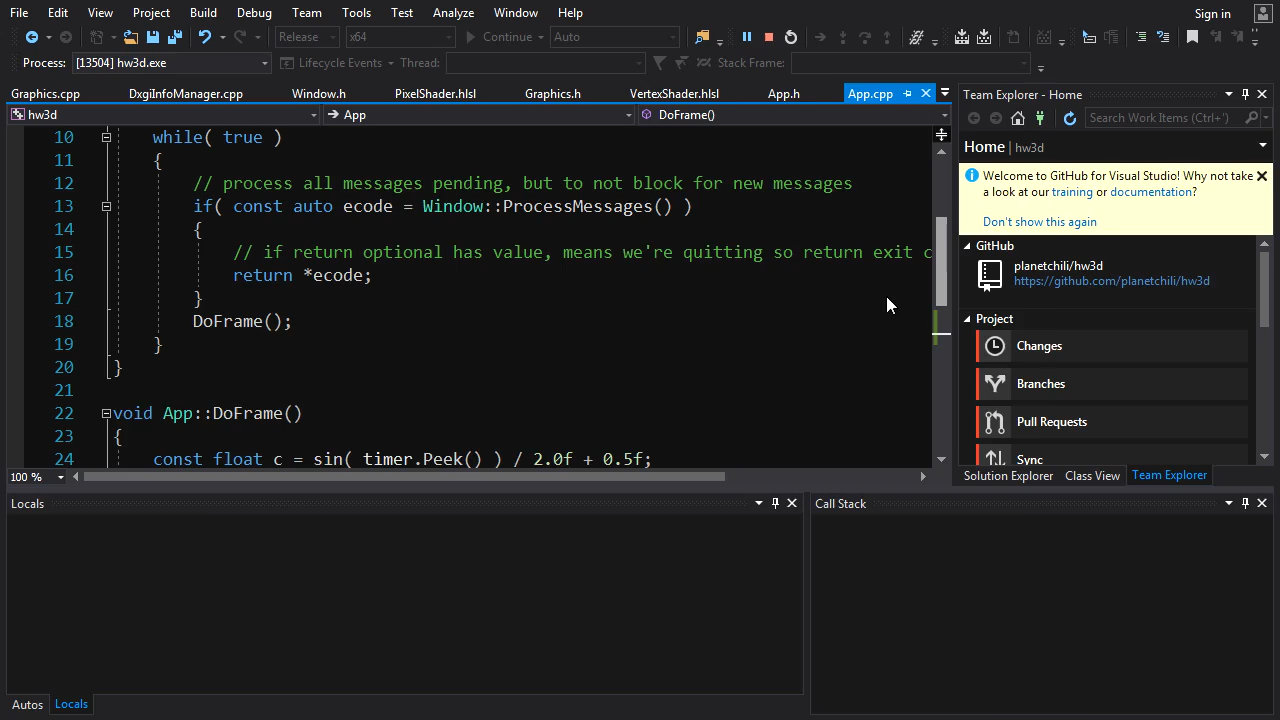 File Edit View Project Build Debug Team Tools Test Analyze Window Help Sign in
Release x64 Continue Auto
Process: [13504] hw3d.exe Lifecycle Events Thread: Stack Frame:
Graphics.cpp DxgiInfoManager.cpp Window.h PixelShader.hlsl Graphics.h VertexShader.hlsl App.h App.cpp
hw3d App DoFrame()
10 while( true )
11 {
12 // process all messages pending, but to not block for new messages
13 if( const auto ecode = Window::ProcessMessages() )
14 {
15 // if return optional has value, means we're quitting so return exit c
16 return *ecode;
17 }
18 DoFrame();
19 }
20 }
21
22 void App::DoFrame()
23 {
24 const float c = sin( timer.Peek() ) / 2.0f + 0.5f;
100 %
Team Explorer - Home
Search Work Items (Ctrl+')
Home | hw3d
Welcome to GitHub for Visual Studio! Why not take
a look at our training or documentation?
Don't show this again
GitHub
planetchili/hw3d
https://github.com/planetchili/hw3d
Project
Changes
Branches
Pull Requests
Sync
Solution Explorer Class View Team Explorer
Locals
Call Stack
Autos Locals